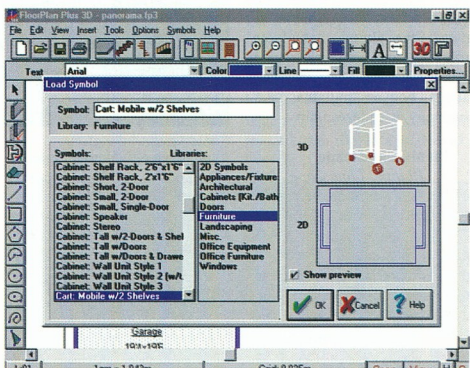 FloorPlan Plus 3D - panorama.fp3
File Edit View Insert Tools Options Symbols Help
30
Text Arial Color Line Fill Properties...
Load Symbol
Symbol: Cart: Mobile w/2 Shelves
Library: Furniture
Symbols: Libraries:
Cabinet: Shelf Rack, 2'6"x1'6" 2D Symbols
Cabinet: Shelf Rack, 2'x1'6" Appliances/Fixture
Cabinet: Short, 2-Door Architectural
Cabinet: Small, 2-Door Cabinets (Kit./Bath
Cabinet: Small, Single-Door Doors
Cabinet: Speaker Furniture
Cabinet: Stereo Landscaping
Cabinet: Tall w/2-Doors & Shel Misc.
Cabinet: Tall w/Doors Office Equipment
Cabinet: Tall w/Doors & Drawe Office Furniture
Cabinet: Wall Unit Style 1 Windows
Cabinet: Wall Unit Style 2 (w/L
Cabinet: Wall Unit Style 3
Cart: Mobile w/2 Shelves
3D
2D
Show preview
OK Cancel Help
Garage